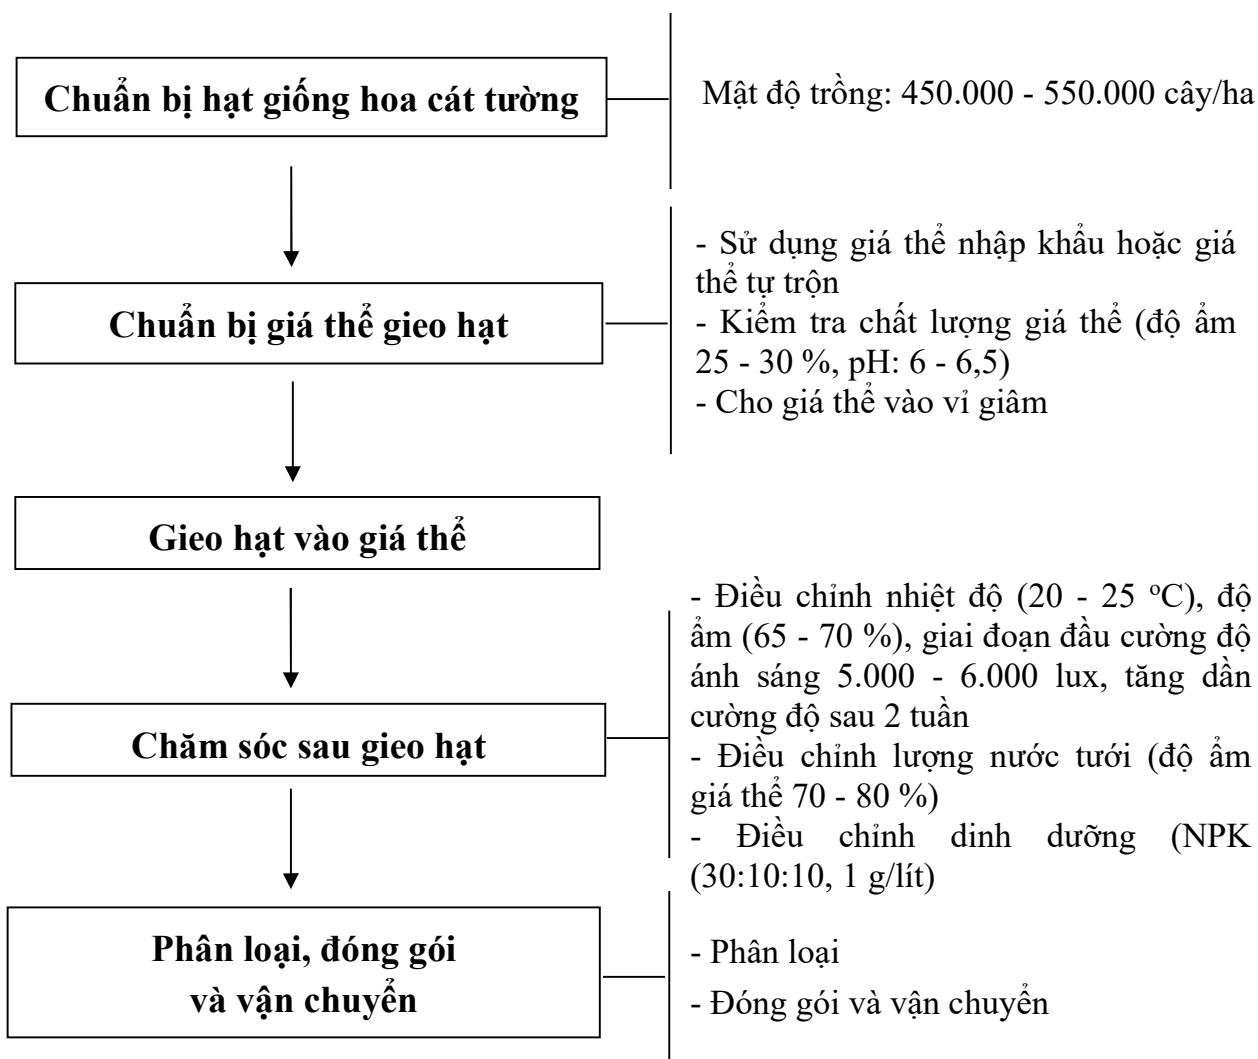 Chuẩn bị hạt giống hoa cát tường
Mật độ trồng: 450.000 - 550.000 cây/ha
Chuẩn bị giá thể gieo hạt
- Sử dụng giá thể nhập khẩu hoặc giá
thể tự trộn
- Kiểm tra chất lượng giá thể (độ ẩm
25 - 30 %, pH: 6 - 6,5)
- Cho giá thể vào vỉ giâm
Gieo hạt vào giá thể
Chăm sóc sau gieo hạt
- Điều chỉnh nhiệt độ (20 - 25 °C), độ
ẩm (65 - 70 %), giai đoạn đầu cường độ
ánh sáng 5.000 - 6.000 lux, tăng dần
cường độ sau 2 tuần
- Điều chỉnh lượng nước tưới (độ ẩm
giá thể 70 - 80 %)
- Điều chỉnh dinh dưỡng (NPK
(30:10:10, 1 g/lít)
Phân loại, đóng gói
và vận chuyển
- Phân loại
- Đóng gói và vận chuyển